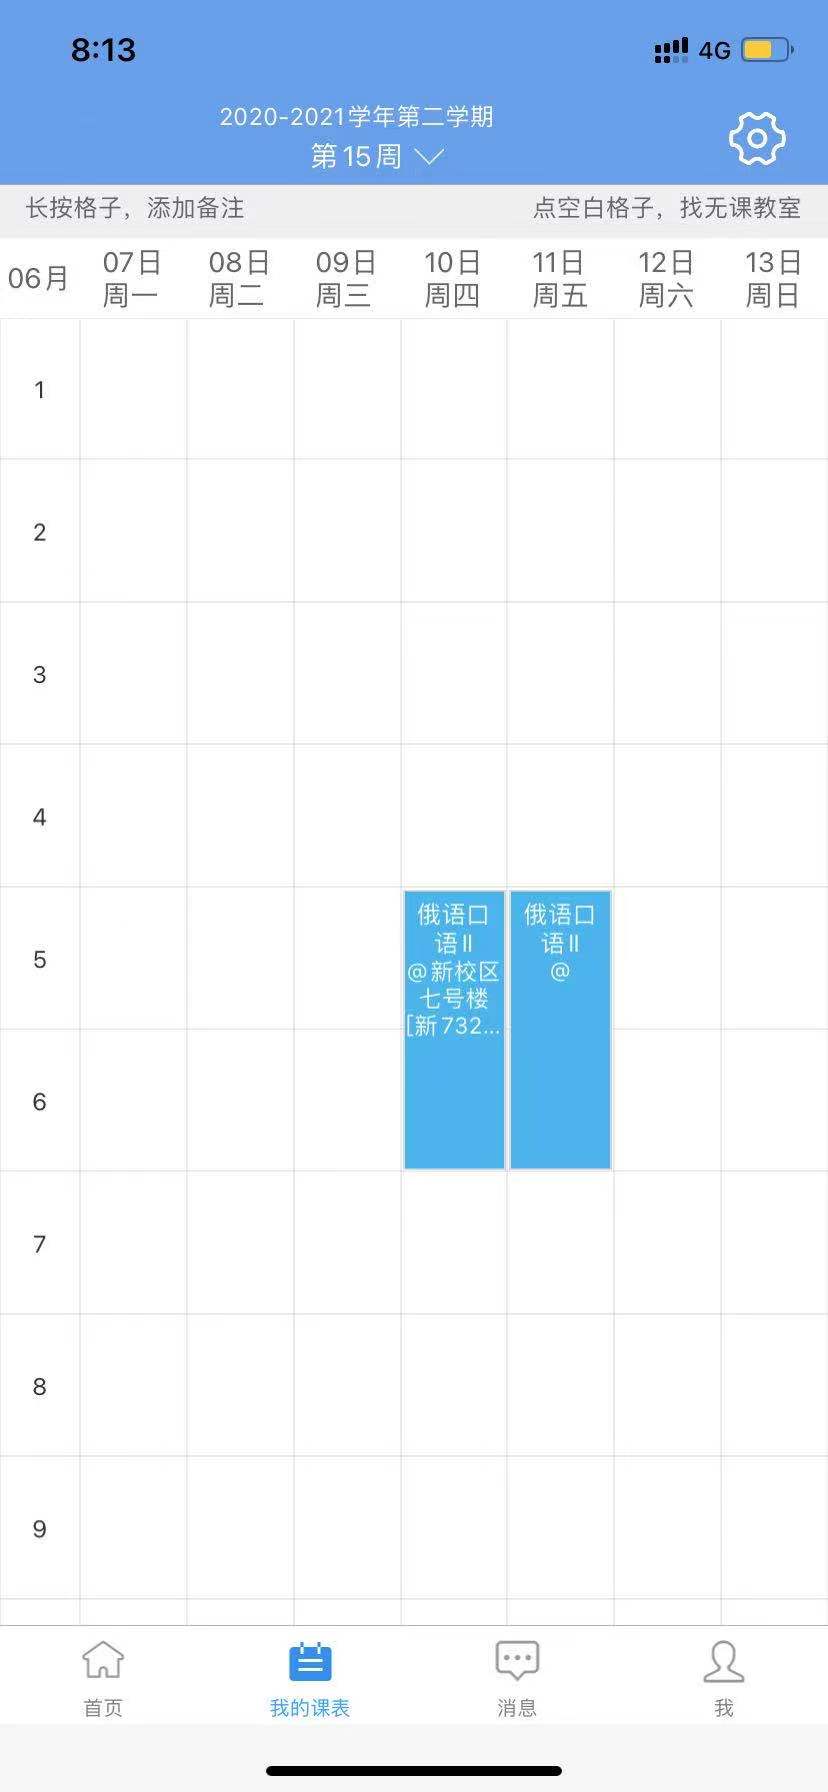 8:13
4G
2020-2021学年第二学期
第15周
长按格子，添加备注
点空白格子，找无课教室
06月
07日
周一
08日
周二
09日
周三
10日
周四
11日
周五
12日
周六
13日
周日
1
2
3
4
5
俄语口
语Ⅱ
@新校区
七号楼
[新732...
俄语口
语Ⅱ
@
6
7
8
9
首页
我的课表
消息
我